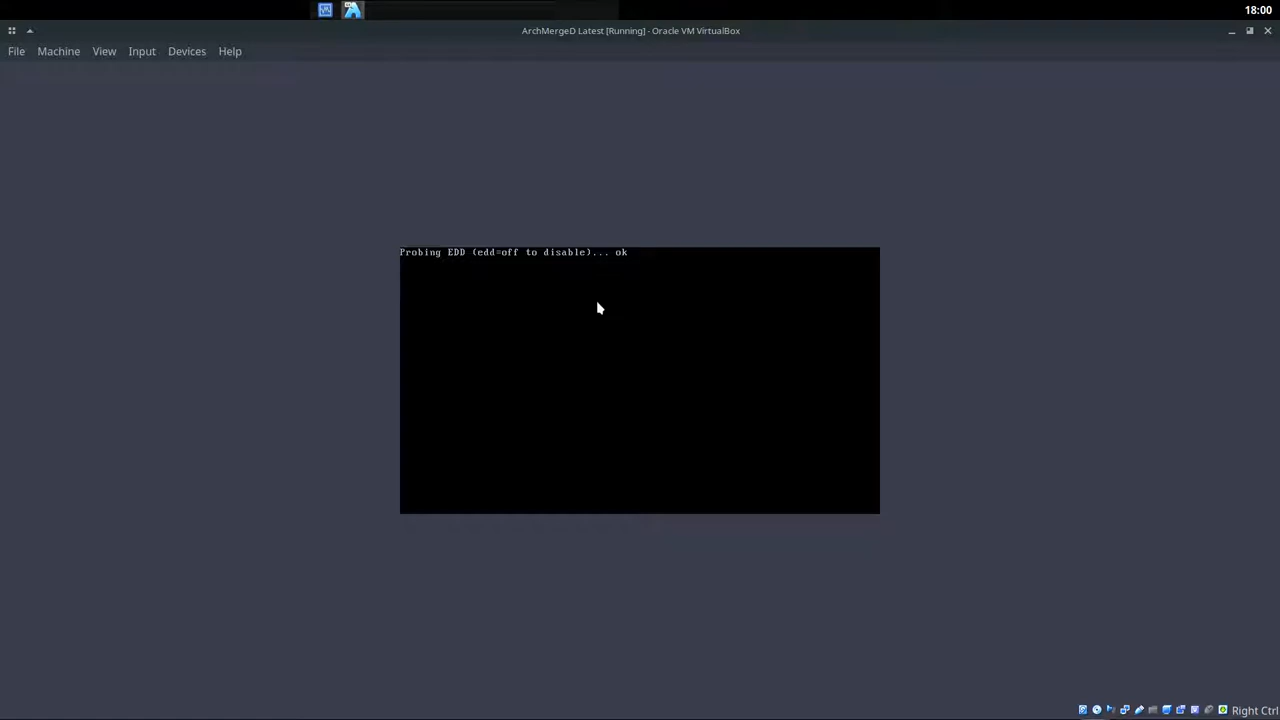 18:00
ArchMergeD Latest [Running] - Oracle VM VirtualBox
File Machine View Input Devices Help
Probing EDD (edd=off to disable)... ok
Right Ctrl